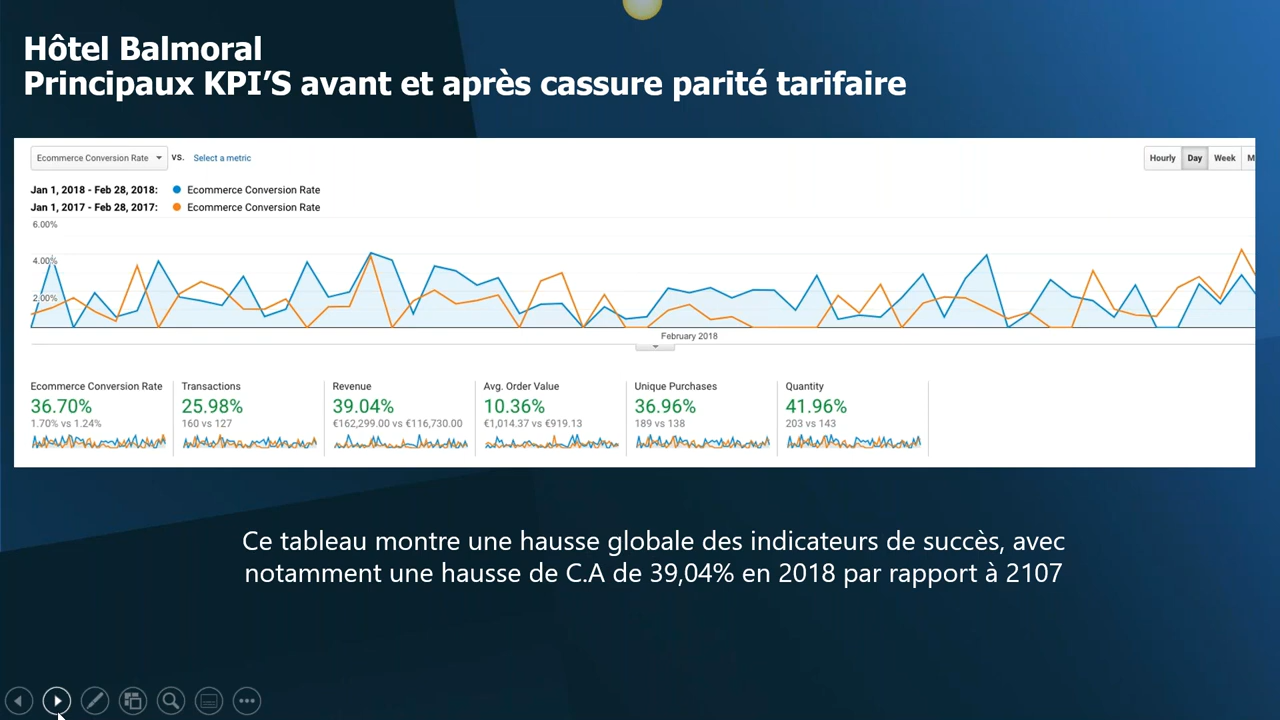 Hôtel Balmoral
Principaux KPI’S avant et après cassure parité tarifaire
Ecommerce Conversion Rate vs. Select a metric
Hourly Day Week M
Jan 1, 2018 - Feb 28, 2018: Ecommerce Conversion Rate
Jan 1, 2017 - Feb 28, 2017: Ecommerce Conversion Rate
6.00%
4.00%
2.00%
February 2018
Ecommerce Conversion Rate
36.70%
1.70% vs 1.24%
Transactions
25.98%
160 vs 127
Revenue
39.04%
€162,299.00 vs €116,730.00
Avg. Order Value
10.36%
€1,014.37 vs €919.13
Unique Purchases
36.96%
189 vs 138
Quantity
41.96%
203 vs 143
Ce tableau montre une hausse globale des indicateurs de succès, avec
notamment une hausse de C.A de 39,04% en 2018 par rapport à 2107